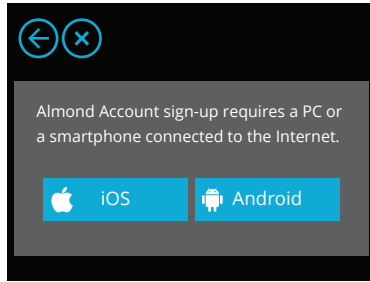 Almond Account sign-up requires a PC or
a smartphone connected to the Internet.
iOS
Android